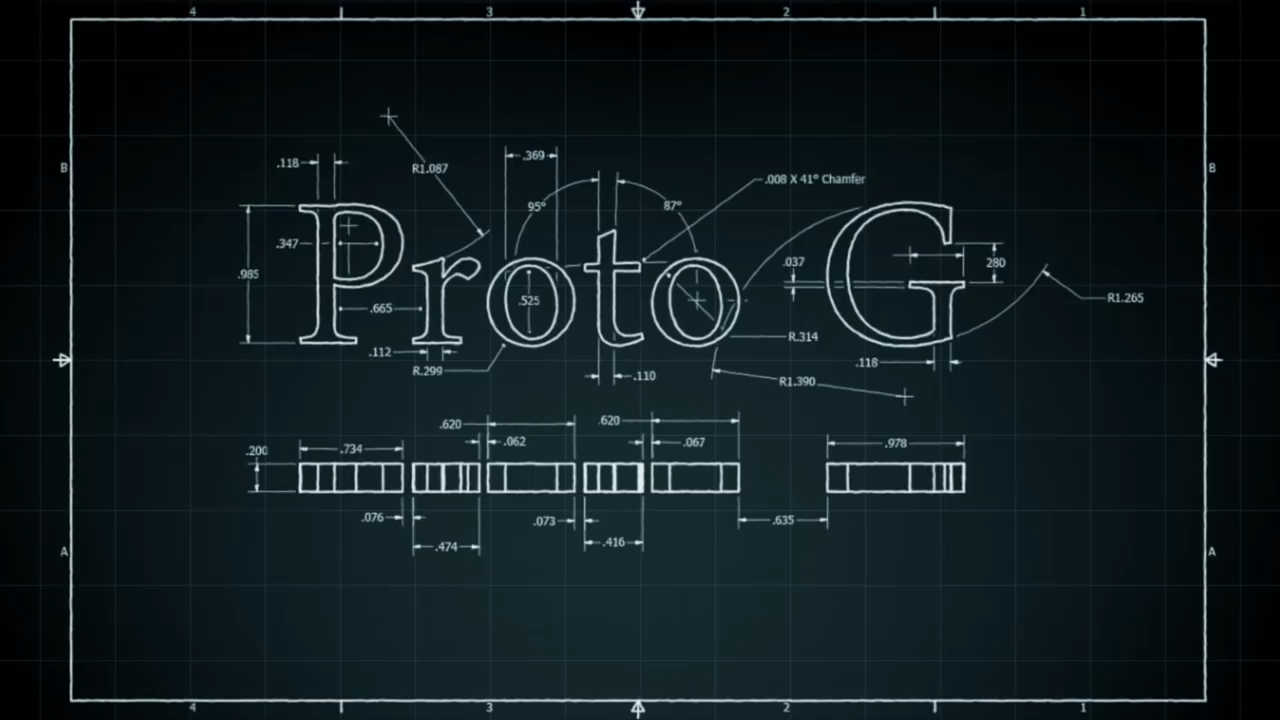 4 3 2 1
B B
.118 R1.087 .369 .008 X 41° Chamfer
95° 87°
Proto G
.347 .037 280
.985 .525 R1.265
.665
.112 R.314
R.299 .110 .118
R1.390
.620 .620
.200 .734 .062 .067 .978
.076 .073 .635
.474 .416
A A
4 3 2 1